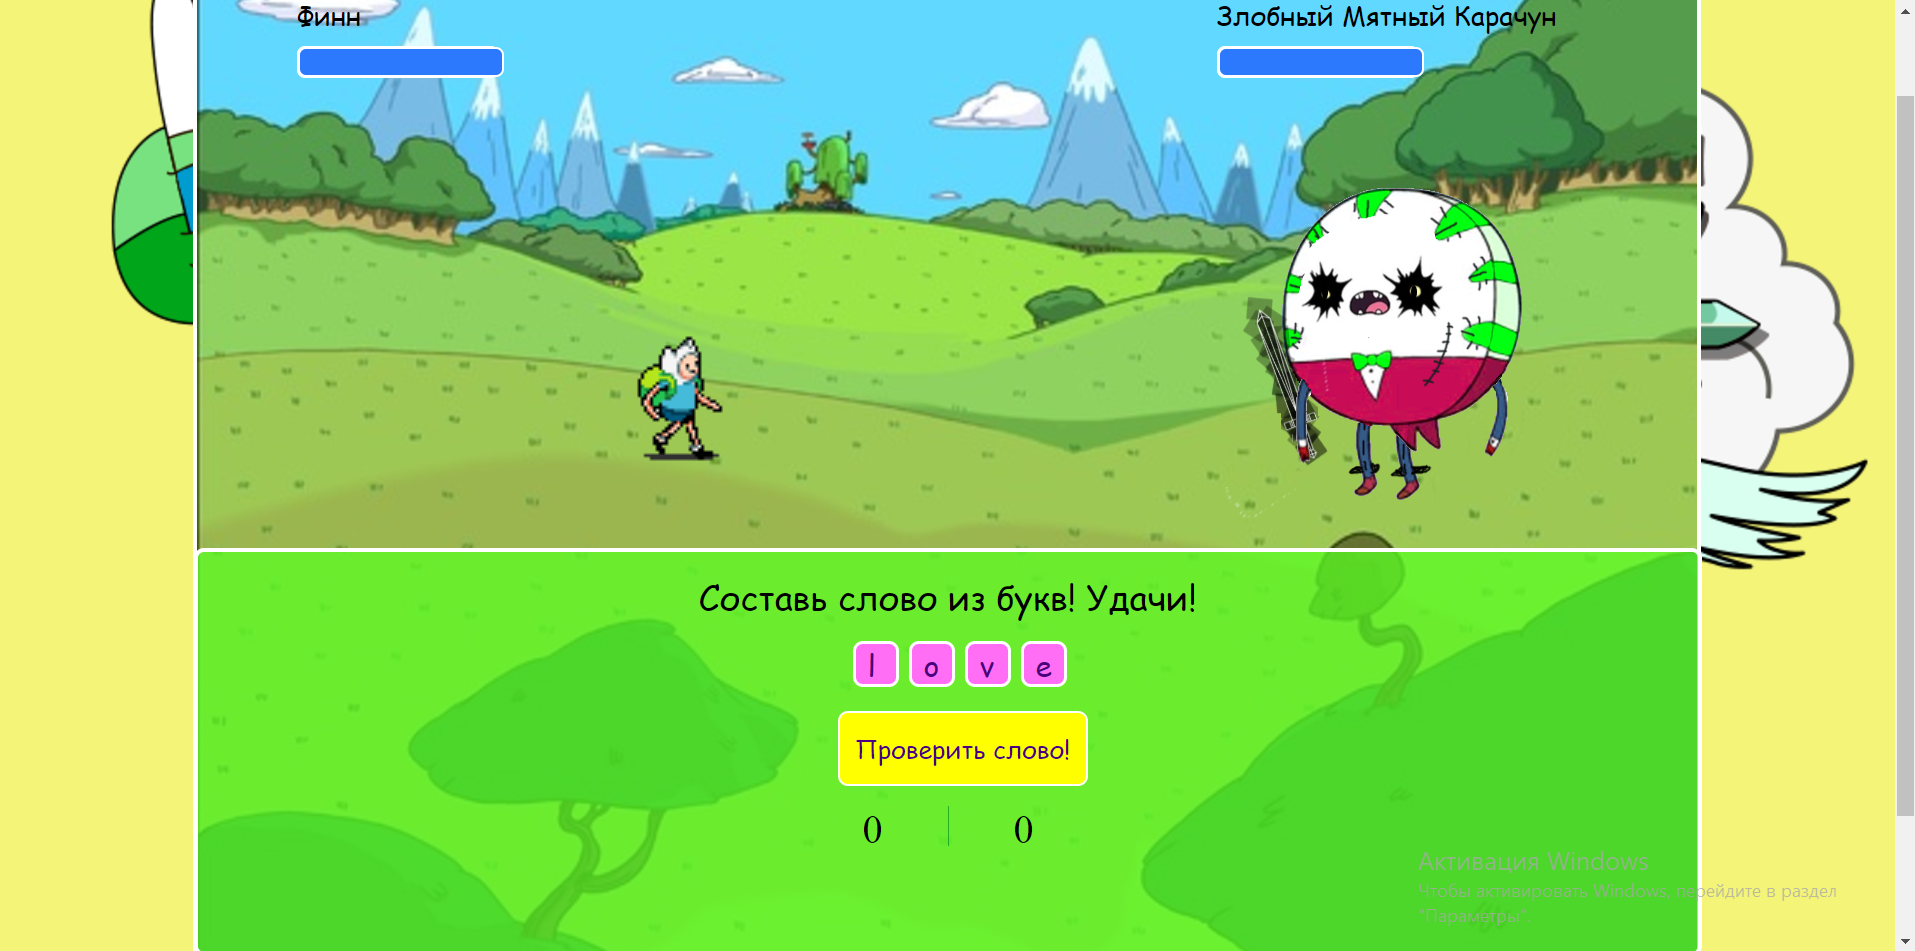 Финн
Злобный Мятный Карачун
Составь слово из букв! Удачи!
l o v e
Проверить слово!
0 0
Активация Windows
Чтобы активировать Windows, перейдите в раздел
"Параметры".